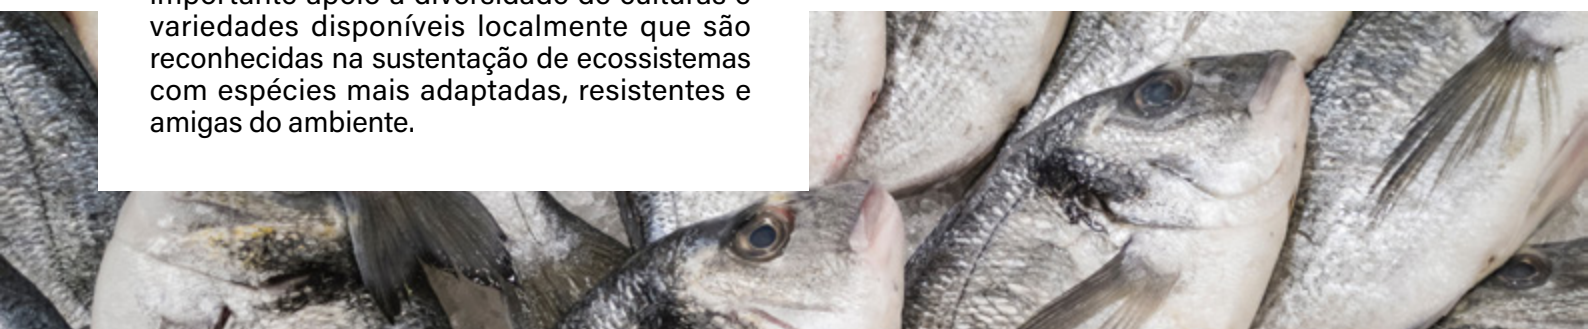 importante apoio à diversidade de culturas e
variedades disponíveis localmente que são
reconhecidas na sustentação de ecossistemas
com espécies mais adaptadas, resistentes e
amigas do ambiente.